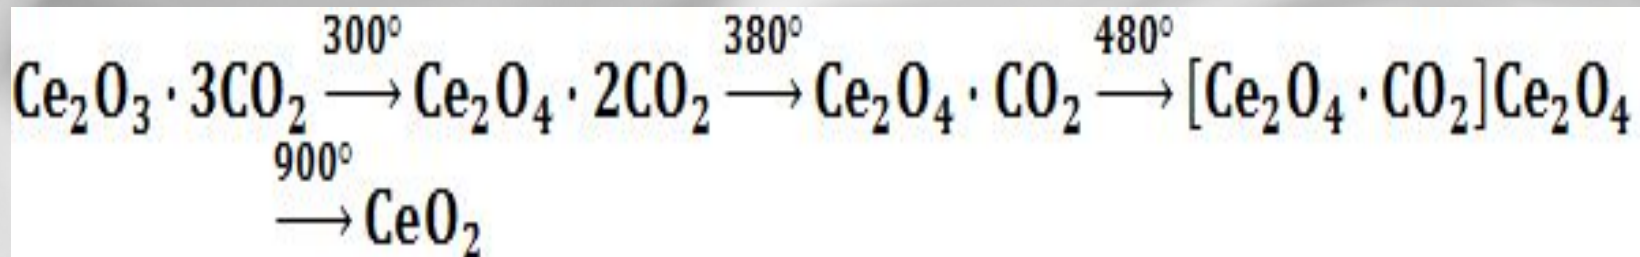 Ce₂O₃ · 3CO₂ 300° → Ce₂O₄ · 2CO₂ 380° → Ce₂O₄ · CO₂ 480° → [Ce₂O₄ · CO₂]Ce₂O₄
900° → CeO₂